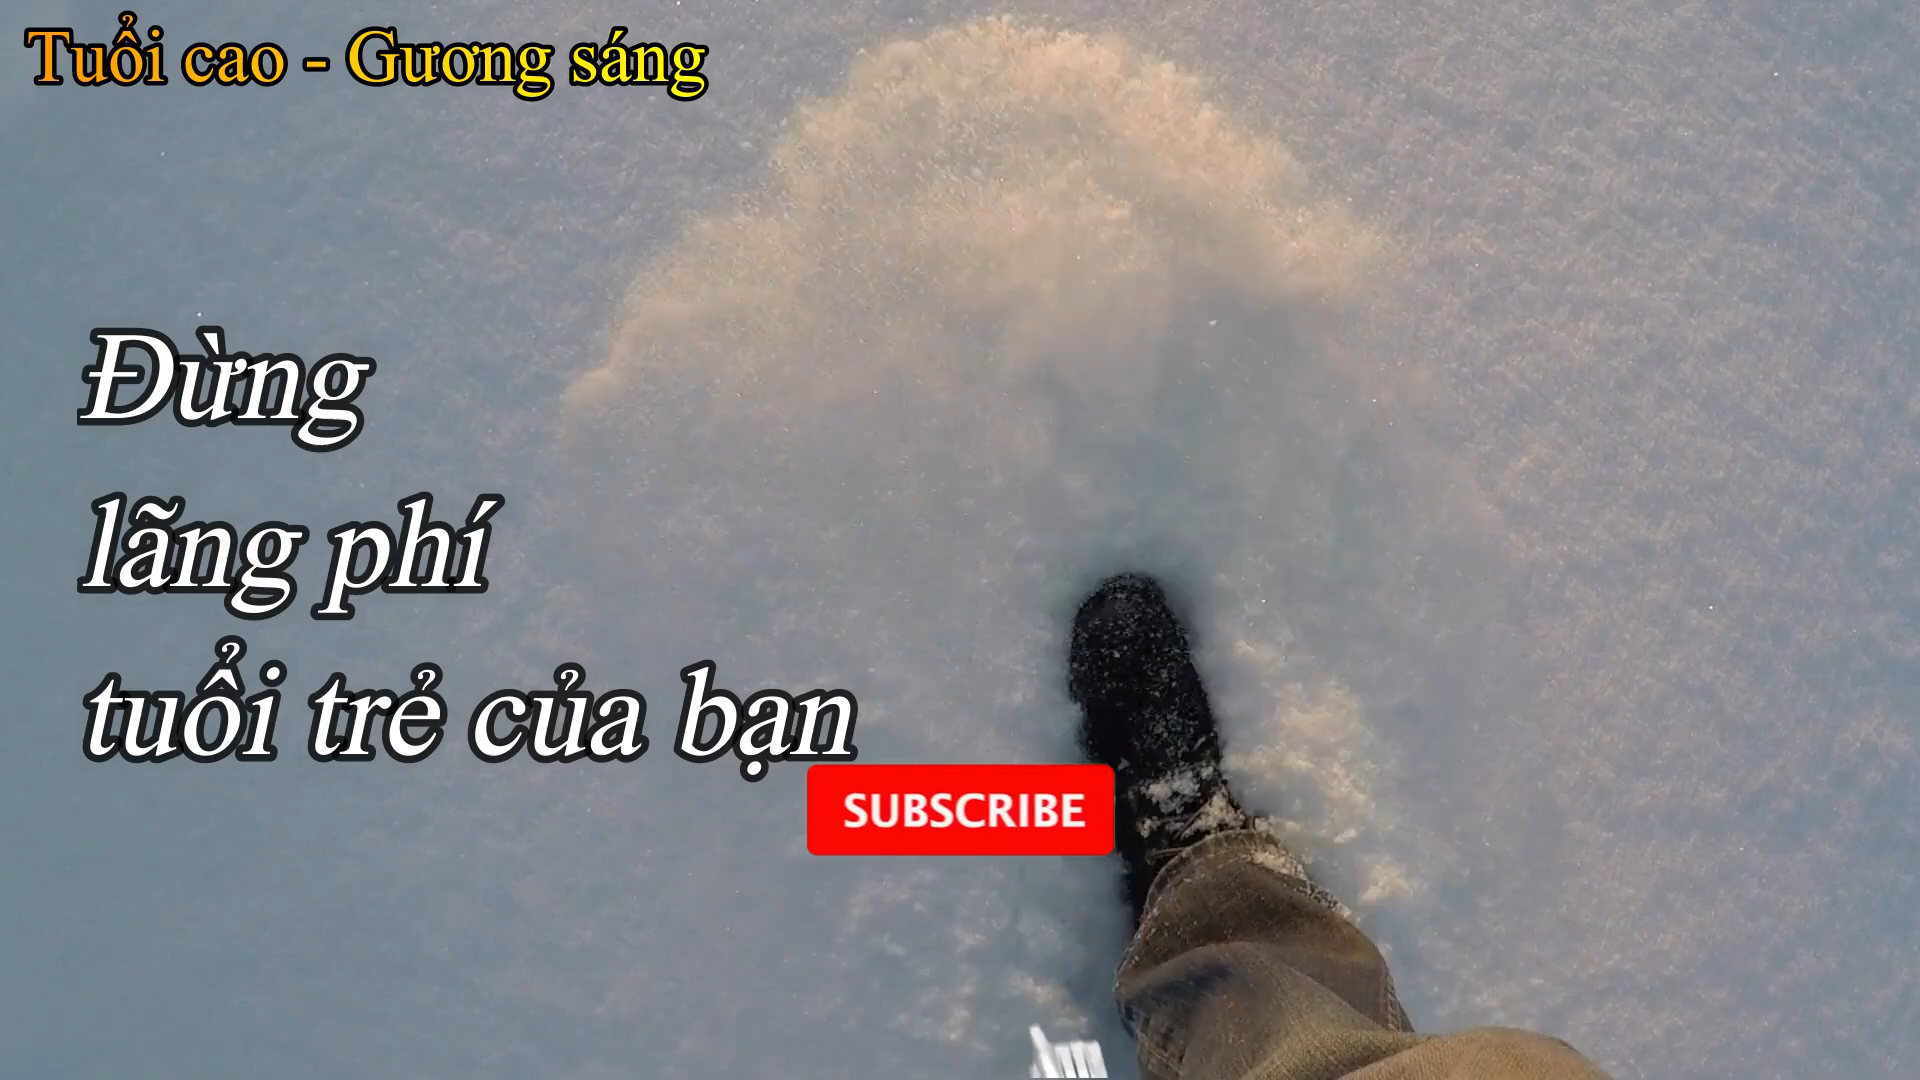 Tuổi cao - Gương sáng
Đừng
lãng phí
tuổi trẻ của bạn
SUBSCRIBE